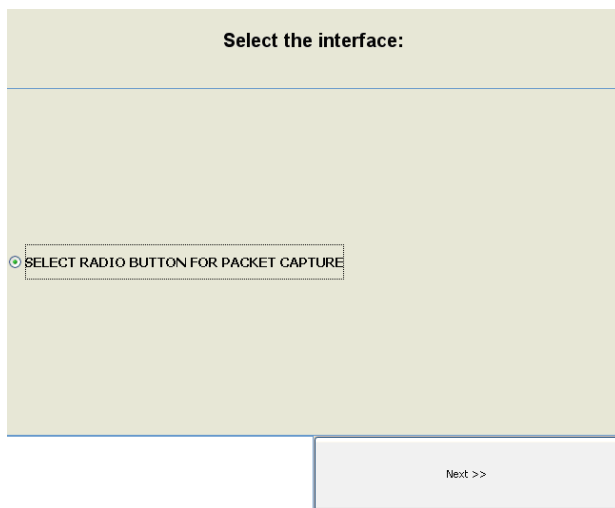 Select the interface:
SELECT RADIO BUTTON FOR PACKET CAPTURE
Next >>